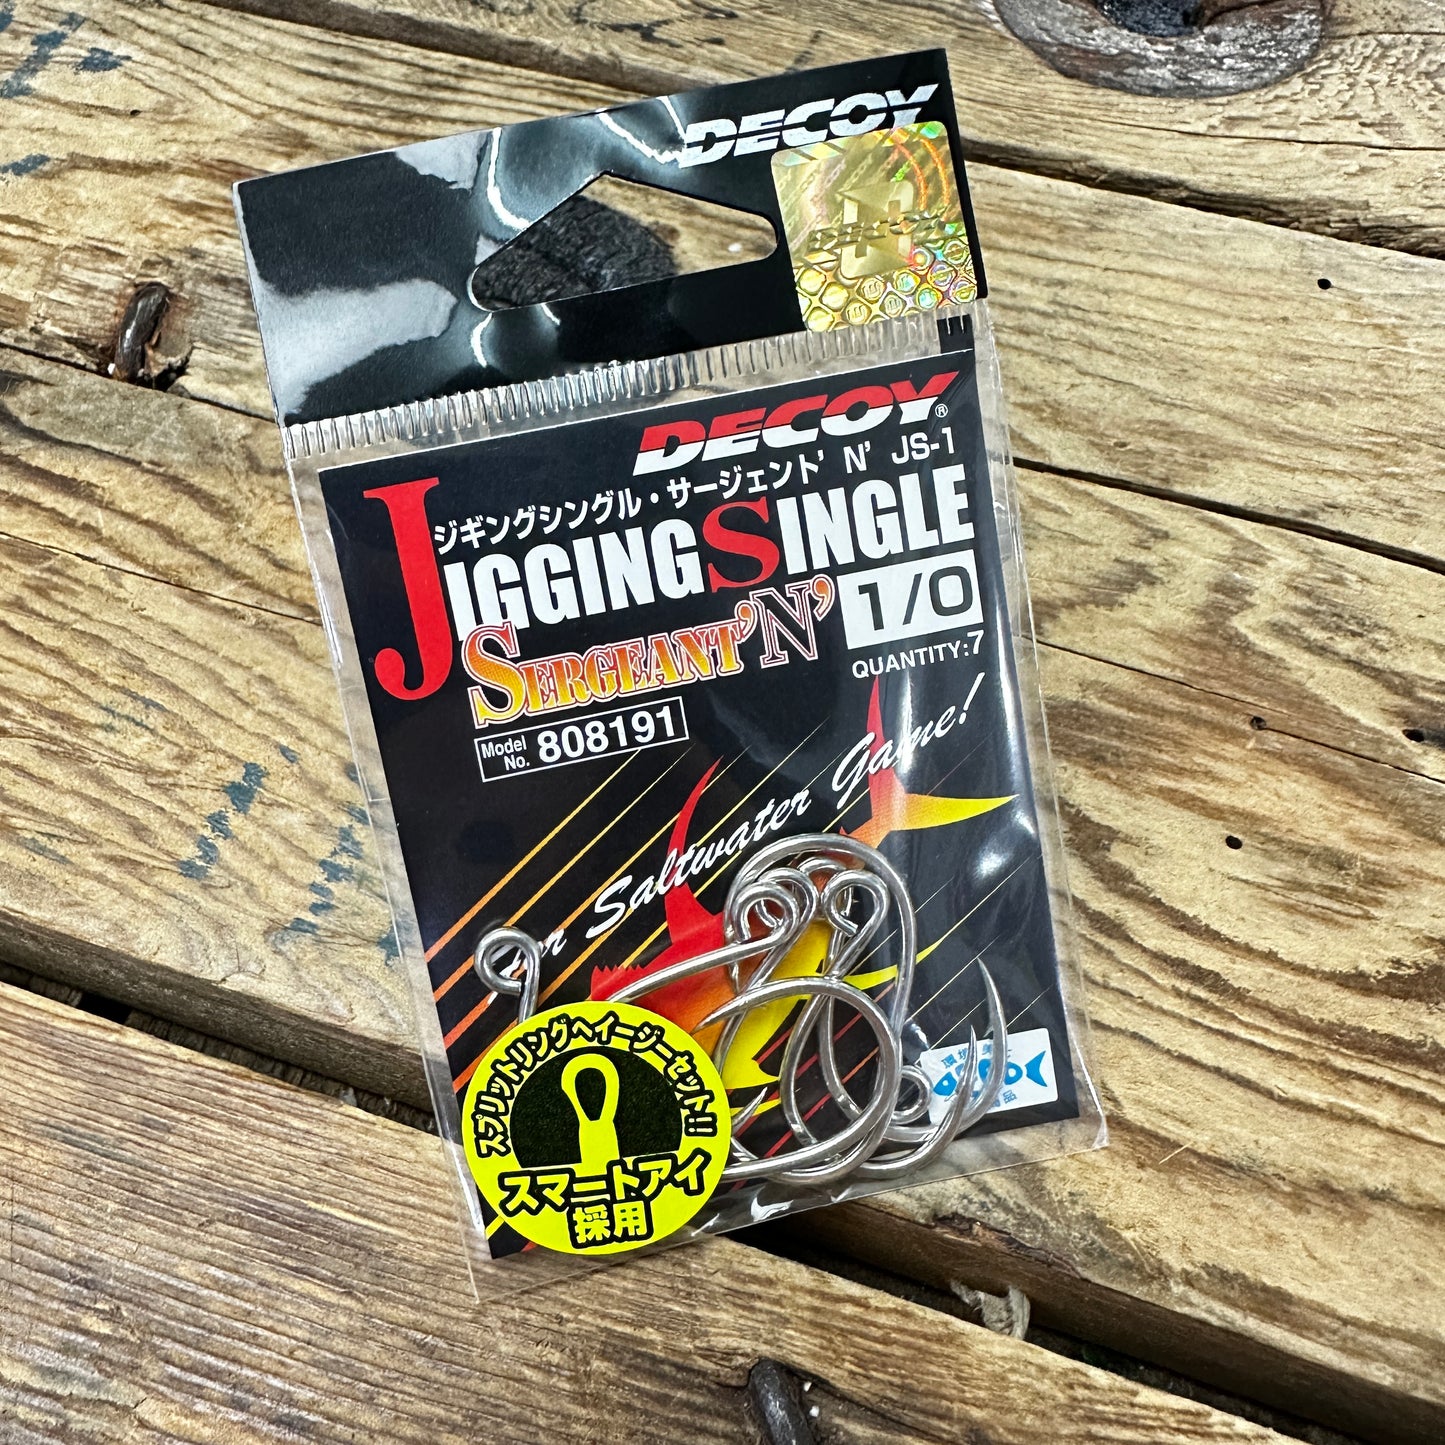 DECOY
DECOY
DECOY®
ジギングシングル・サージェント’N’ JS-1
JIGGING SINGLE
SERGEANT’N’
1/0
QUANTITY:7
Model No. 808191
For Saltwater Game!
スプリットリングへイージーセット!!
スマートアイ
採用